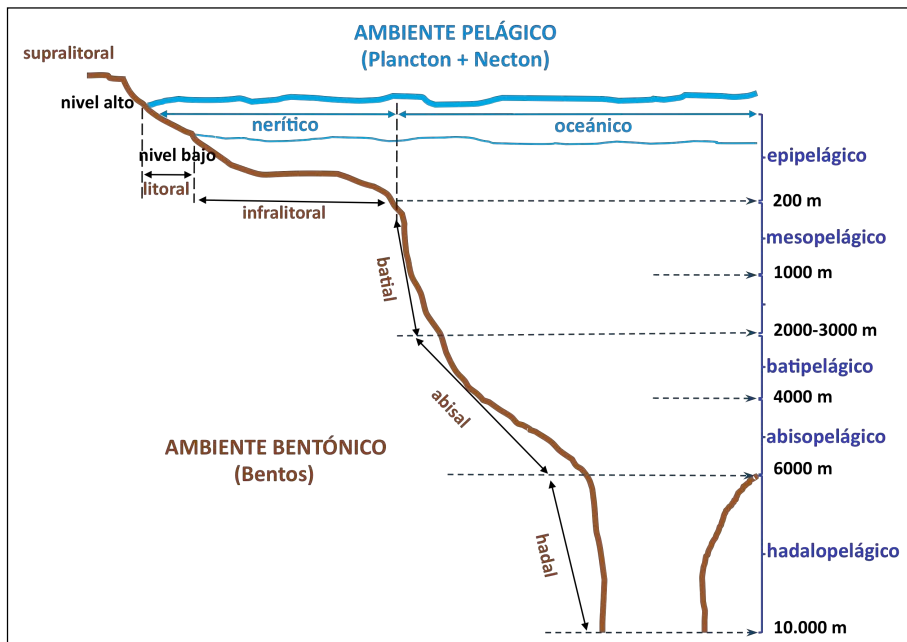 AMBIENTE PELÁGICO
(Plancton + Necton)
supralitoral
nivel alto
nerítico
oceánico
nivel bajo
epipelágico
litoral
infralitoral
200 m
mesopelágico
batial
1000 m
2000-3000 m
batipelágico
abisal
4000 m
AMBIENTE BENTÓNICO
(Bentos)
abisopelágico
6000 m
hadal
hadalopelágico
10.000 m